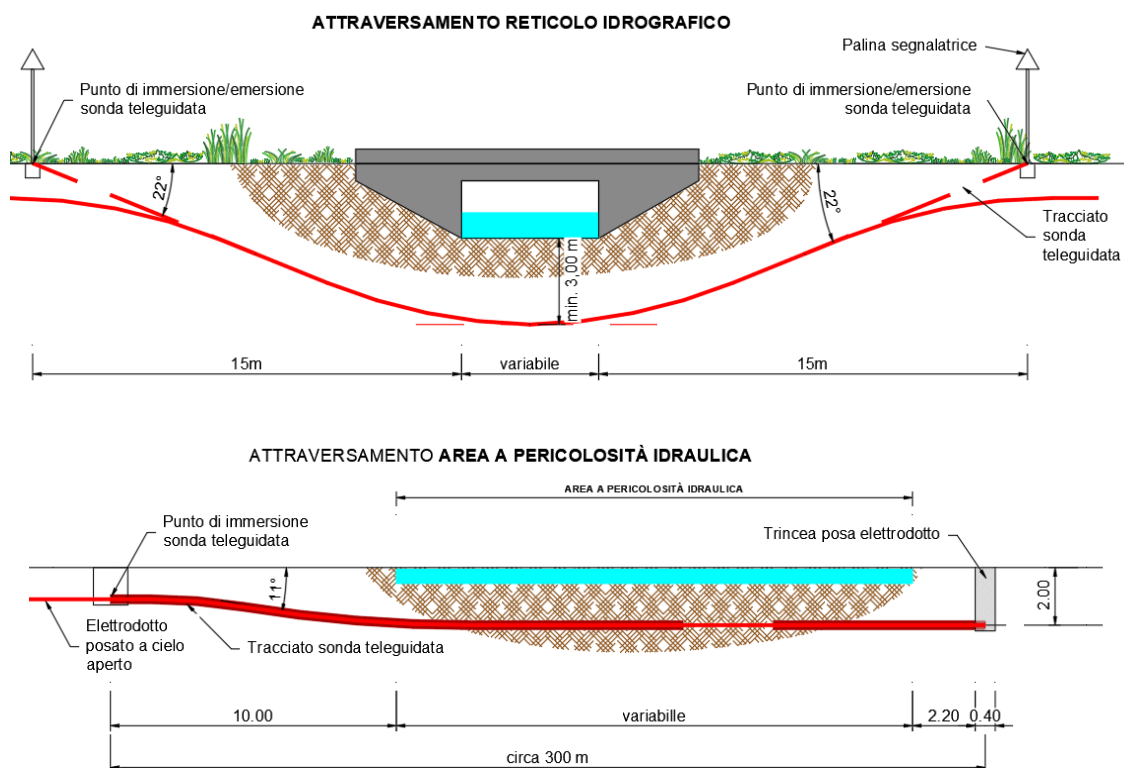 ATTRAVERSAMENTO RETICOLO IDROGRAFICO
Palina segnalatrice
Punto di immersione/emersione
sonda teleguidata
Punto di immersione/emersione
sonda teleguidata
22°
22°
Tracciato
sonda
teleguidata
min. 3,00 m
15m
variabile
15m
ATTRAVERSAMENTO AREA A PERICOLOSITÀ IDRAULICA
AREA A PERICOLOSITÀ IDRAULICA
Punto di immersione
sonda teleguidata
Trincea posa elettrodotto
11°
2.00
Elettrodotto
posato a cielo
aperto
Tracciato sonda teleguidata
10.00
variabille
2.20
0.40
circa 300 m